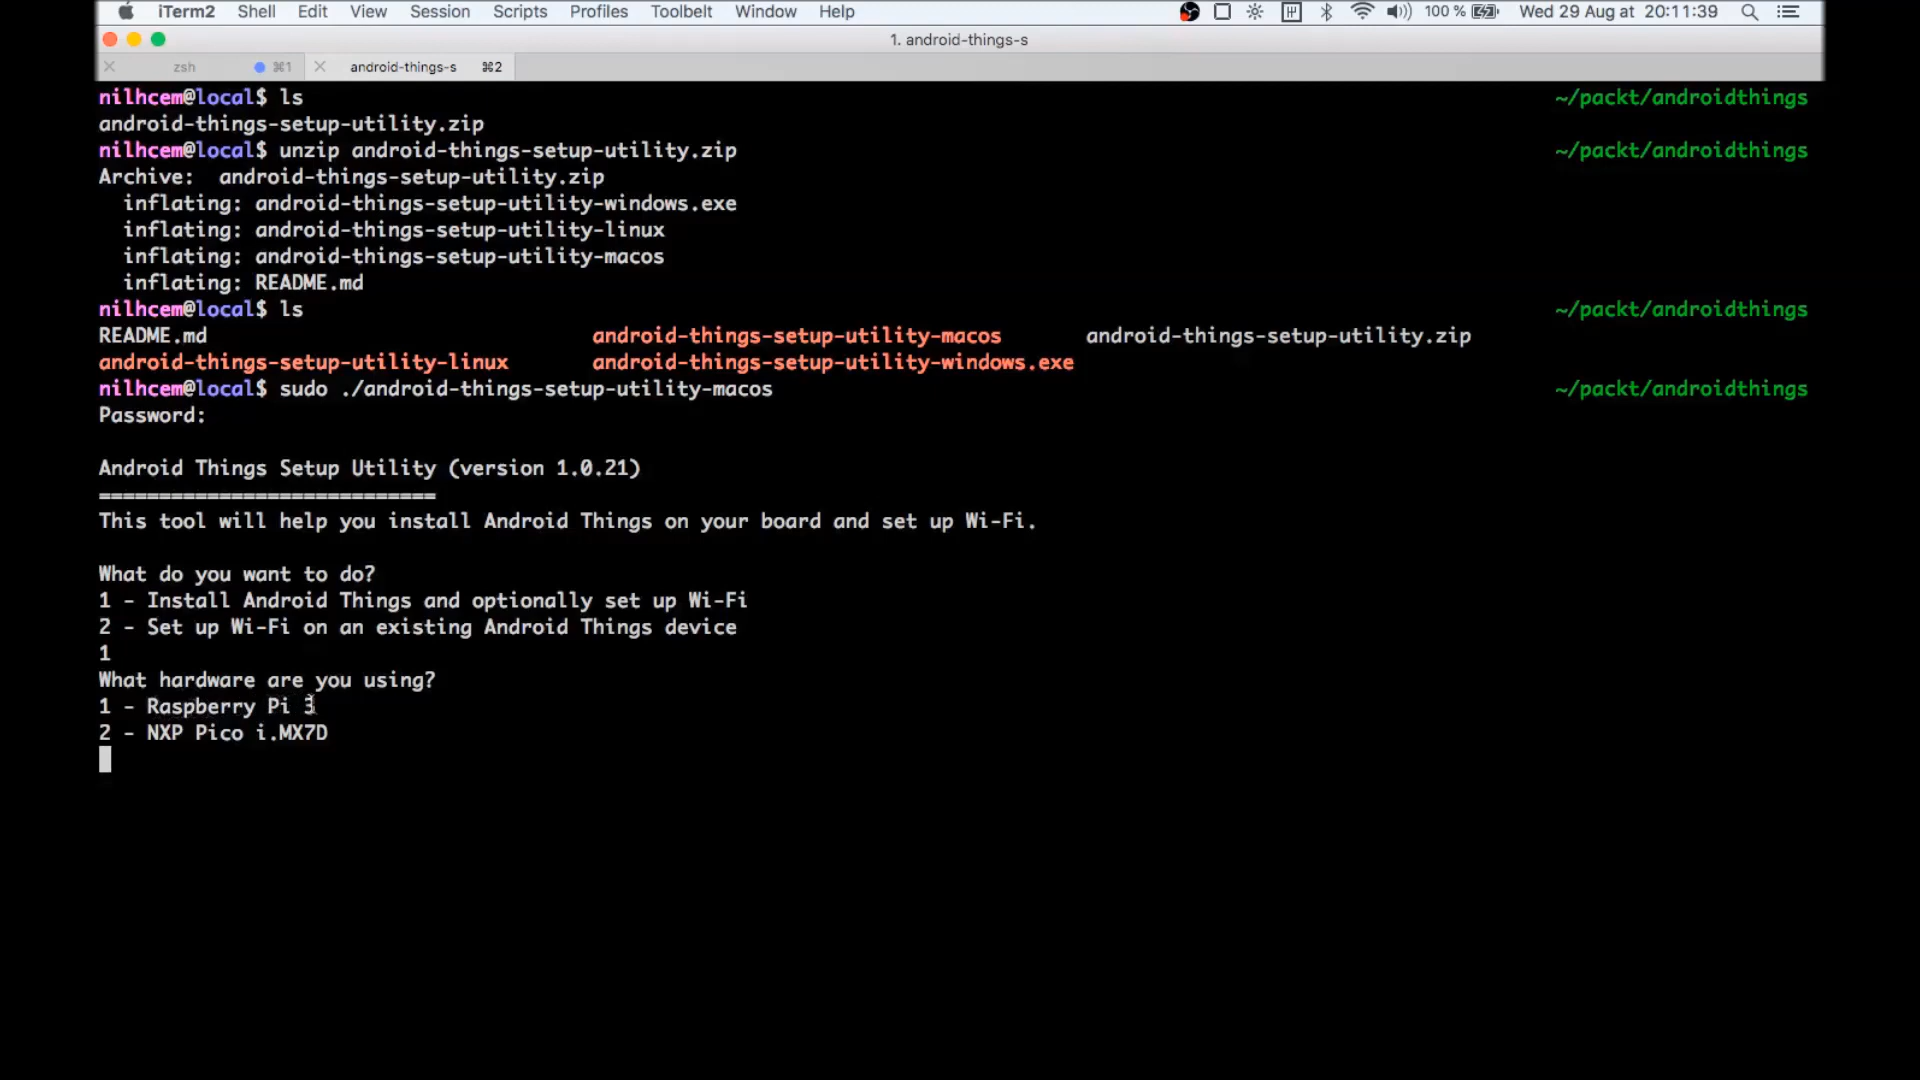 iTerm2 Shell Edit View Session Scripts Profiles Toolbelt Window Help 100 % Wed 29 Aug at 20:11:39
1. android-things-s
zsh ⌘1 android-things-s ⌘2
nilhcem@local$ ls ~/packt/androidthings
android-things-setup-utility.zip
nilhcem@local$ unzip android-things-setup-utility.zip ~/packt/androidthings
Archive: android-things-setup-utility.zip
inflating: android-things-setup-utility-windows.exe
inflating: android-things-setup-utility-linux
inflating: android-things-setup-utility-macos
inflating: README.md
nilhcem@local$ ls ~/packt/androidthings
README.md android-things-setup-utility-macos android-things-setup-utility.zip
android-things-setup-utility-linux android-things-setup-utility-windows.exe
nilhcem@local$ sudo ./android-things-setup-utility-macos ~/packt/androidthings
Password:
Android Things Setup Utility (version 1.0.21)
============================
This tool will help you install Android Things on your board and set up Wi-Fi.
What do you want to do?
1 - Install Android Things and optionally set up Wi-Fi
2 - Set up Wi-Fi on an existing Android Things device
1
What hardware are you using?
1 - Raspberry Pi 3
2 - NXP Pico i.MX7D